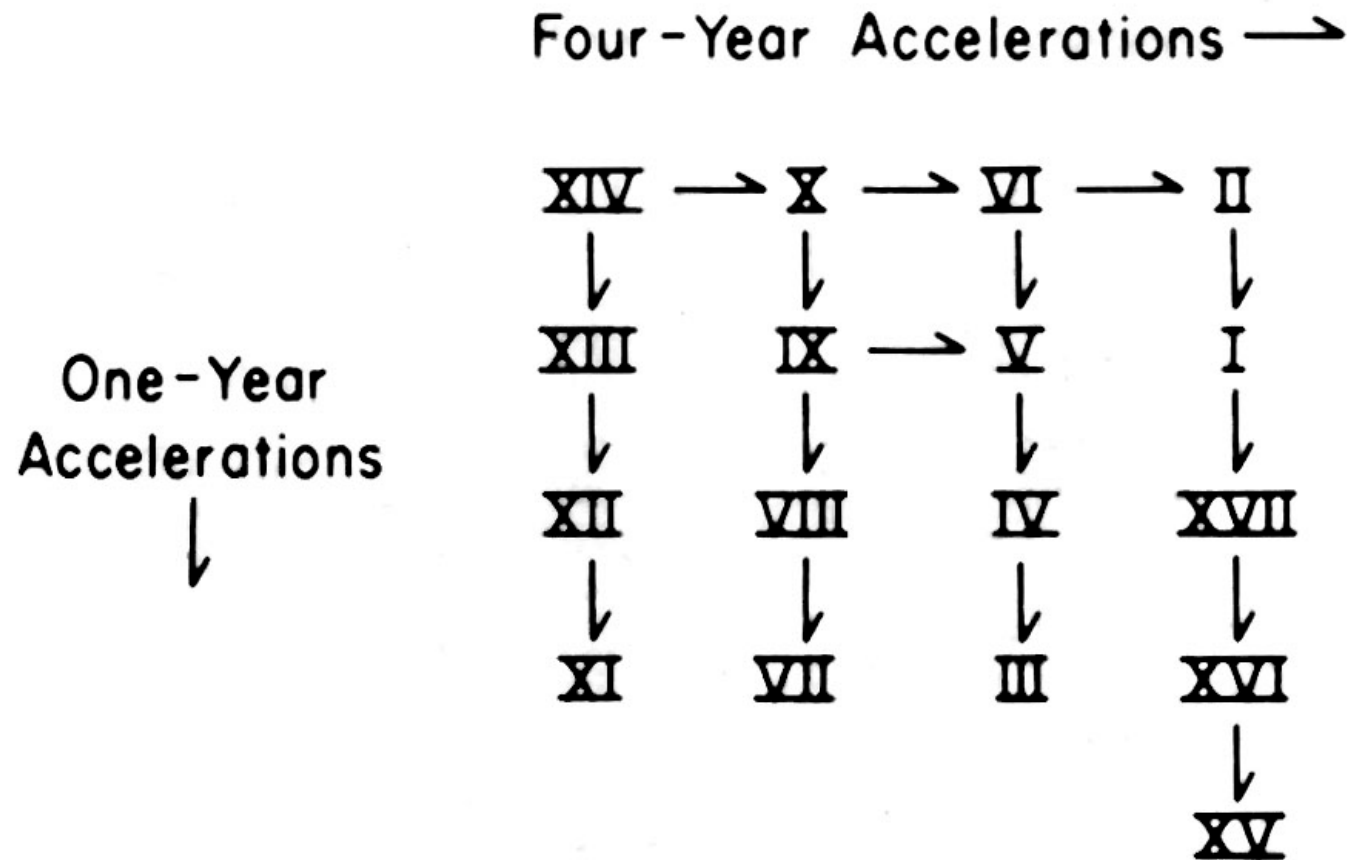 Four-Year Accelerations
XIV X VI II
XIII IX V I
One-Year
Accelerations
XII VIII IV XVII
XI VII III XVI
XV